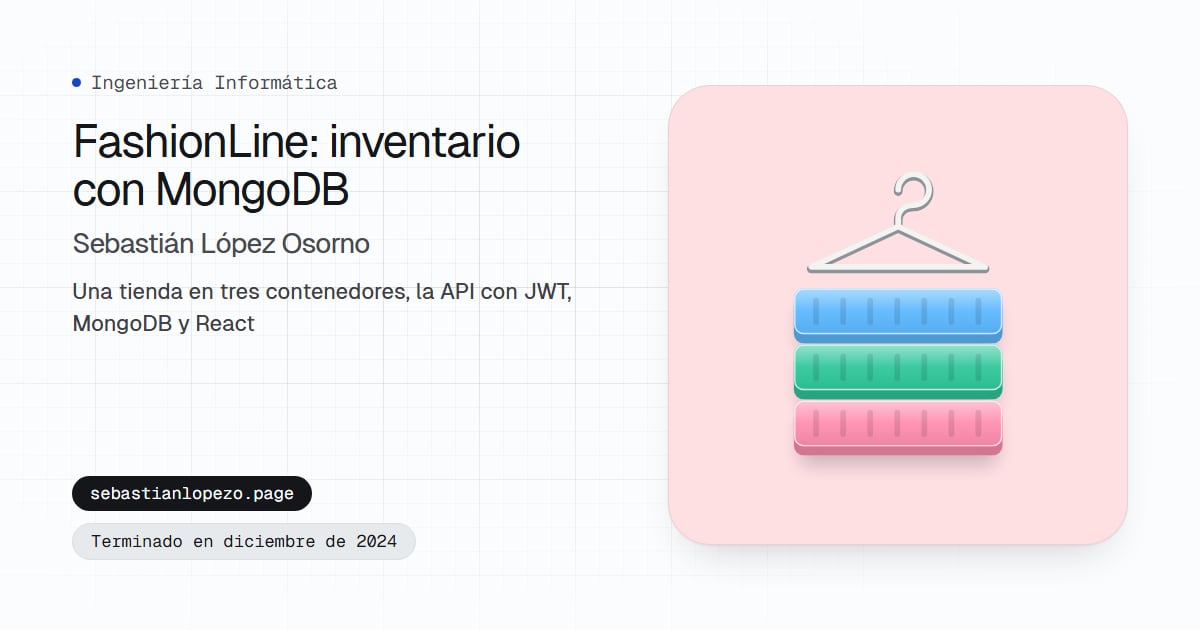 Ingeniería Informática
FashionLine: inventario
con MongoDB
Sebastián López Osorno
Una tienda en tres contenedores, la API con JWT,
MongoDB y React
sebastianlopezo.page
Terminado en diciembre de 2024